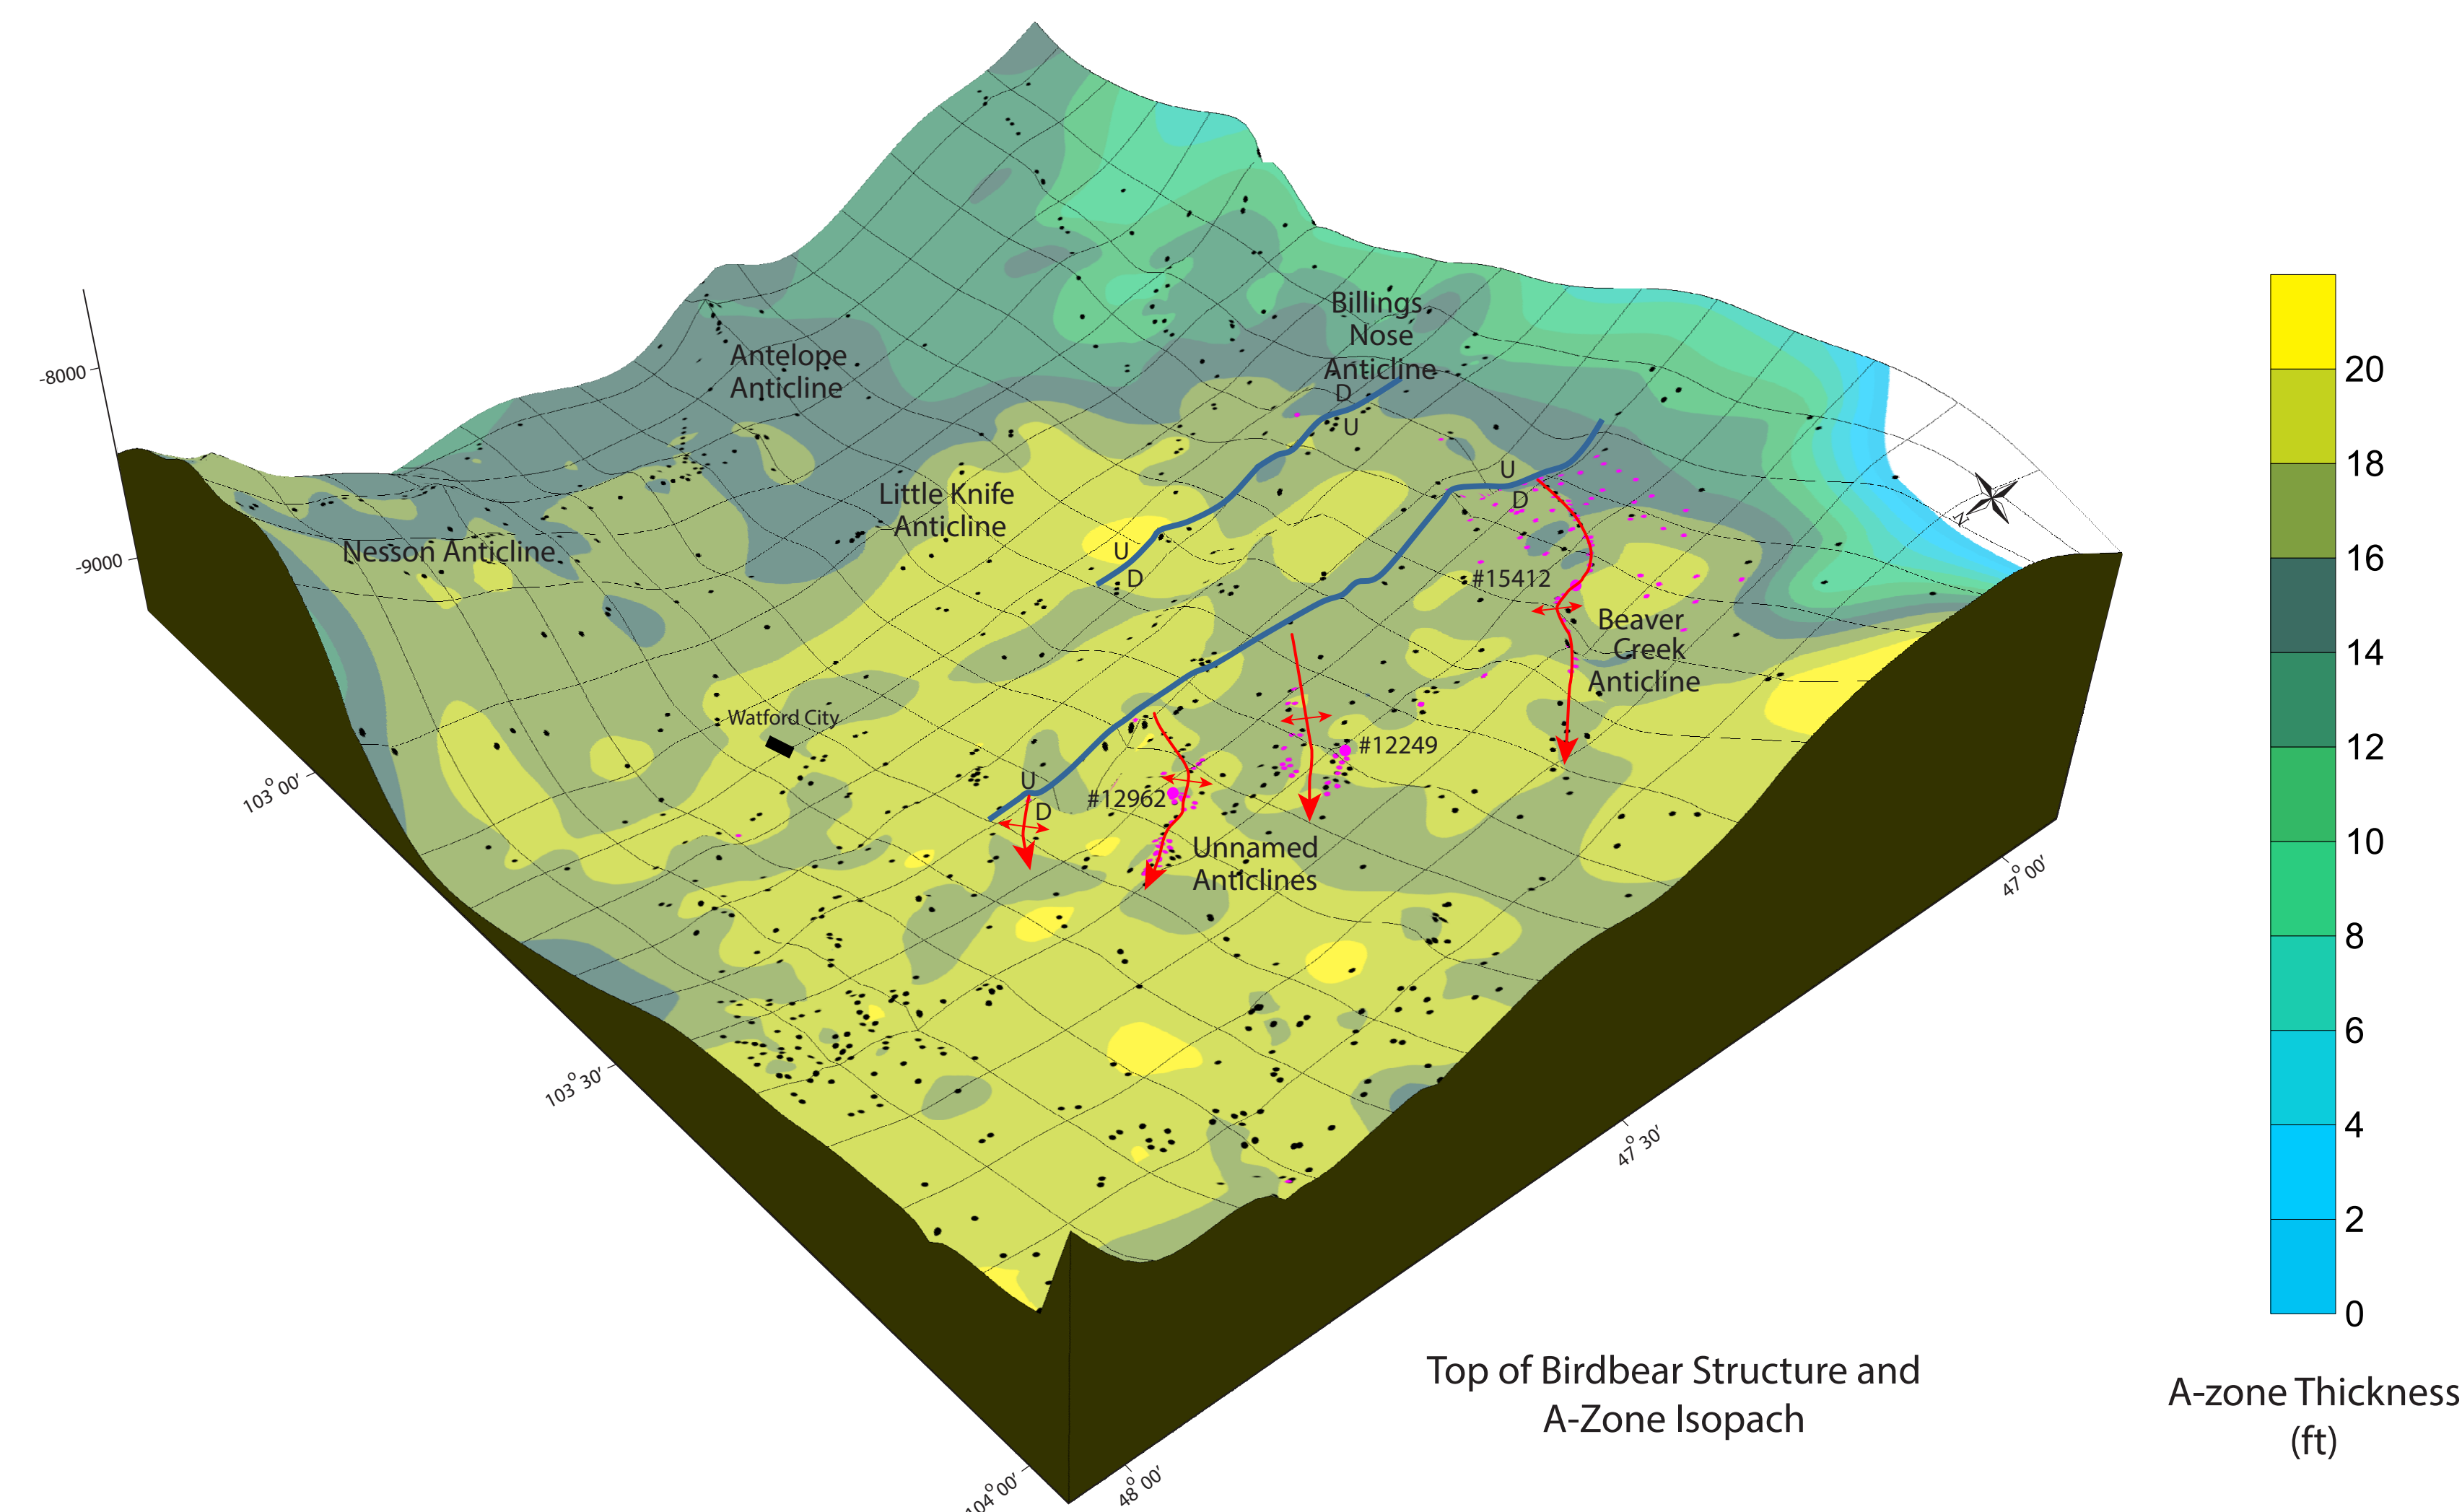 Billings
Nose
Anticline
D
U
Antelope
Anticline
-8000
20
18
16
14
12
10
8
6
4
2
0
Little Knife
Anticline
U
D
N
Nesson Anticline
-9000
U
D
#15412
Beaver
Creek
Anticline
Watford City
#12249
103° 00'
U
D
#12962
Unnamed
Anticlines
47° 00'
103° 30'
47° 30'
Top of Birdbear Structure and
A-Zone Isopach
A-zone Thickness
(ft)
104° 00'
48° 00'